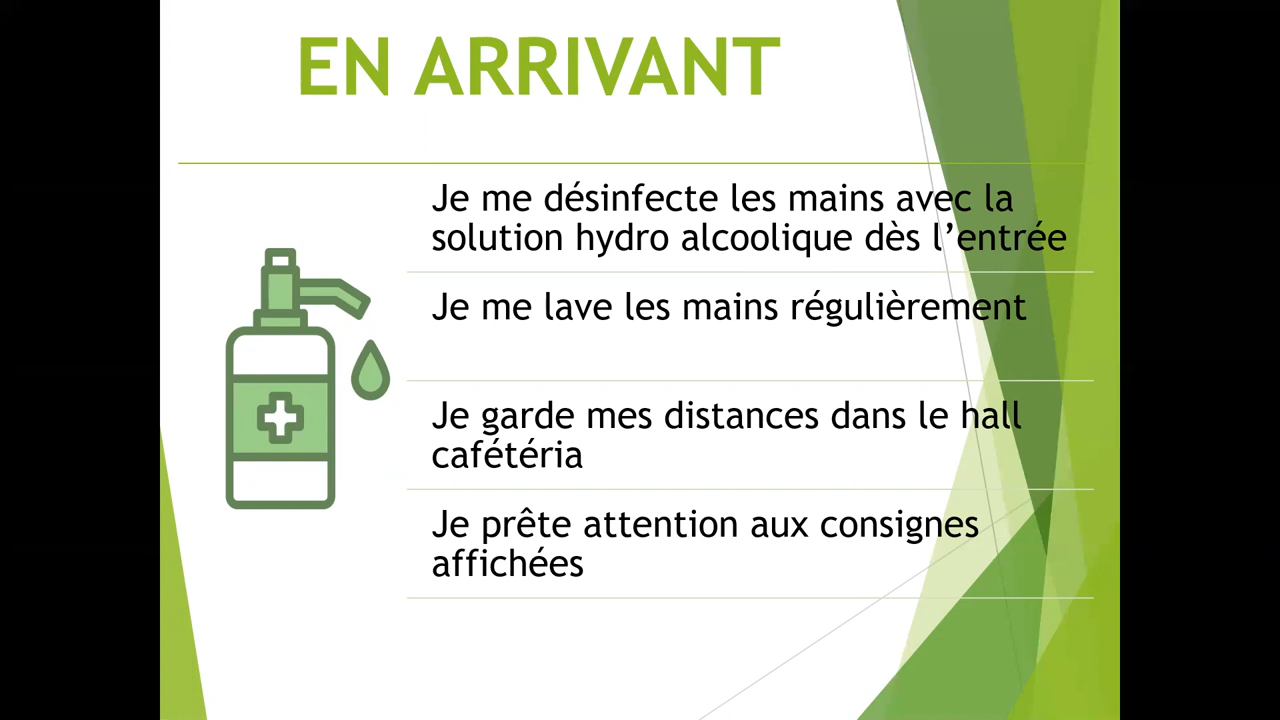 EN ARRIVANT
Je me désinfecte les mains avec la
solution hydro alcoolique dès l’entrée
Je me lave les mains régulièrement
Je garde mes distances dans le hall
cafétéria
Je prête attention aux consignes
affichées